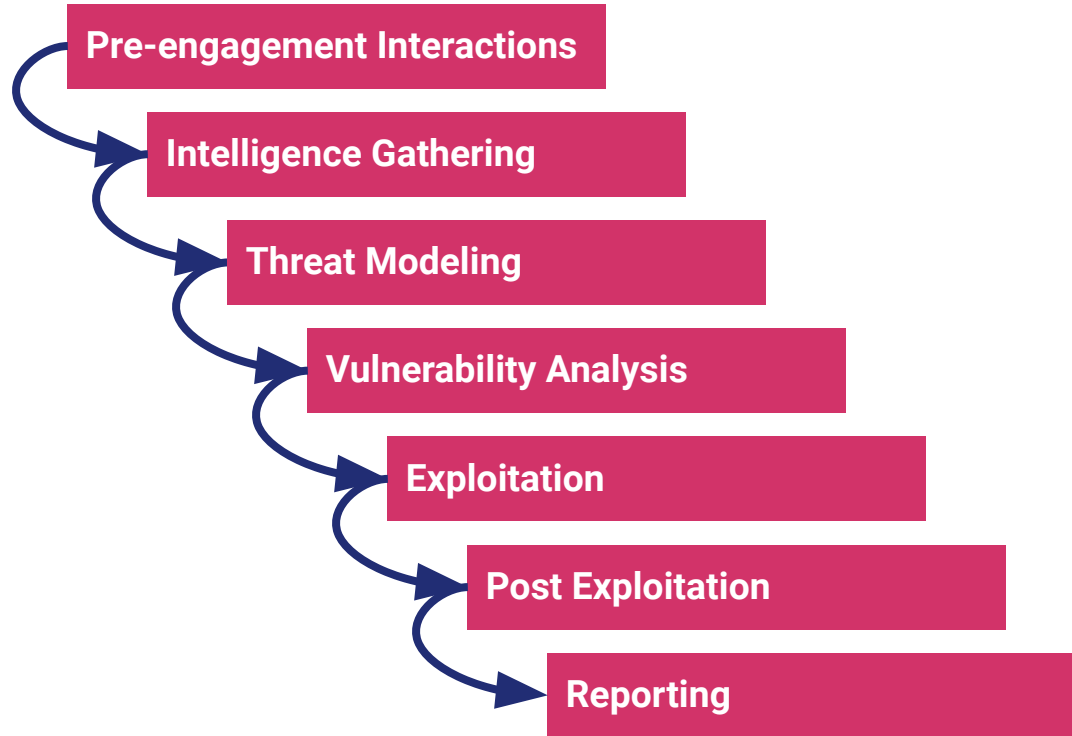 Pre-engagement Interactions
Intelligence Gathering
Threat Modeling
Vulnerability Analysis
Exploitation
Post Exploitation
Reporting